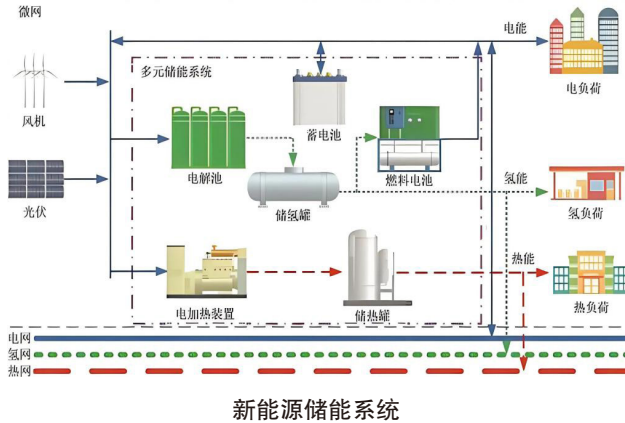 微网
电能
多元储能系统
电负荷
风机
蓄电池
电解池
燃料电池
氢能
光伏
储氢罐
氢负荷
热能
电加热装置
储热罐
热负荷
电网
氢网
热网
新能源储能系统